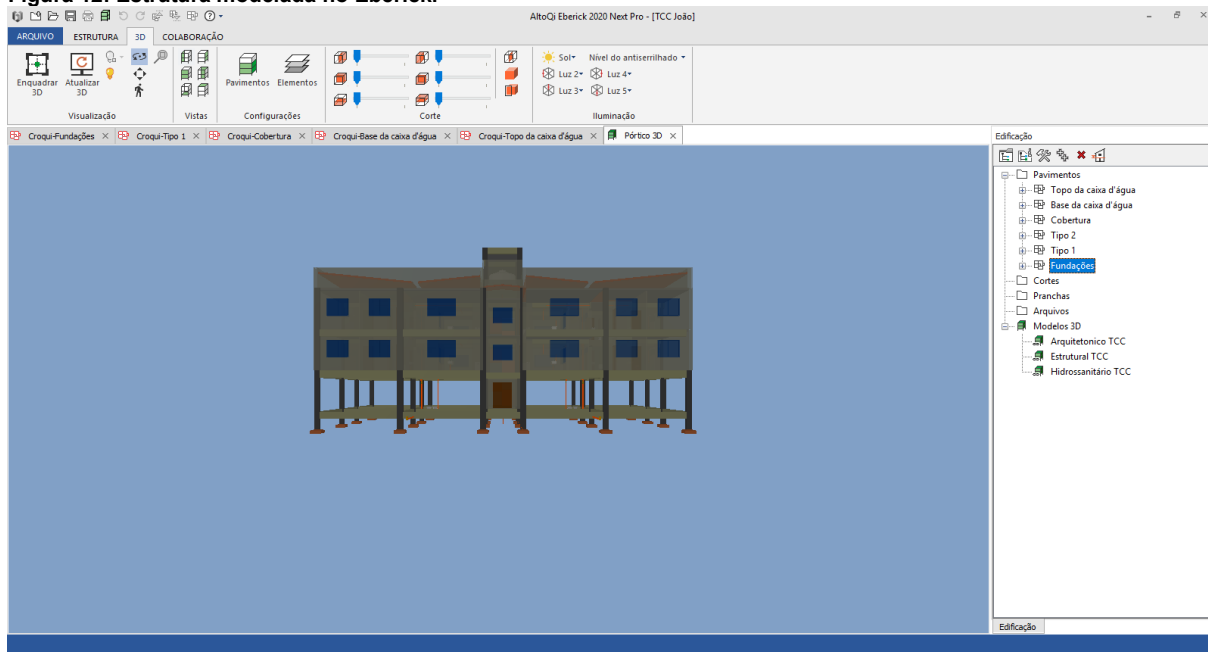 Figura 12. Estrutura modelada no Eberick.
AltoQi Eberick 2020 Next Pro - [TCC João]
ARQUIVO ESTRUTURA 3D COLABORAÇÃO
Enquadrar 3D
Atualizar 3D
Pavimentos Elementos
Sol Nível do antiserrilhado
Luz 2 Luz 4
Luz 3 Luz 5
Visualização Vistas Configurações Corte Iluminação
Croqui-Fundações Croqui-Tipo 1 Croqui-Cobertura Croqui-Base da caixa d'água Croqui-Topo da caixa d'água Pórtico 3D
Edificação
Pavimentos
Topo da caixa d'água
Base da caixa d'água
Cobertura
Tipo 2
Tipo 1
Fundações
Cortes
Pranchas
Arquivos
Modelos 3D
Arquitetonico TCC
Estrutural TCC
Hidrossanitário TCC
Edificação